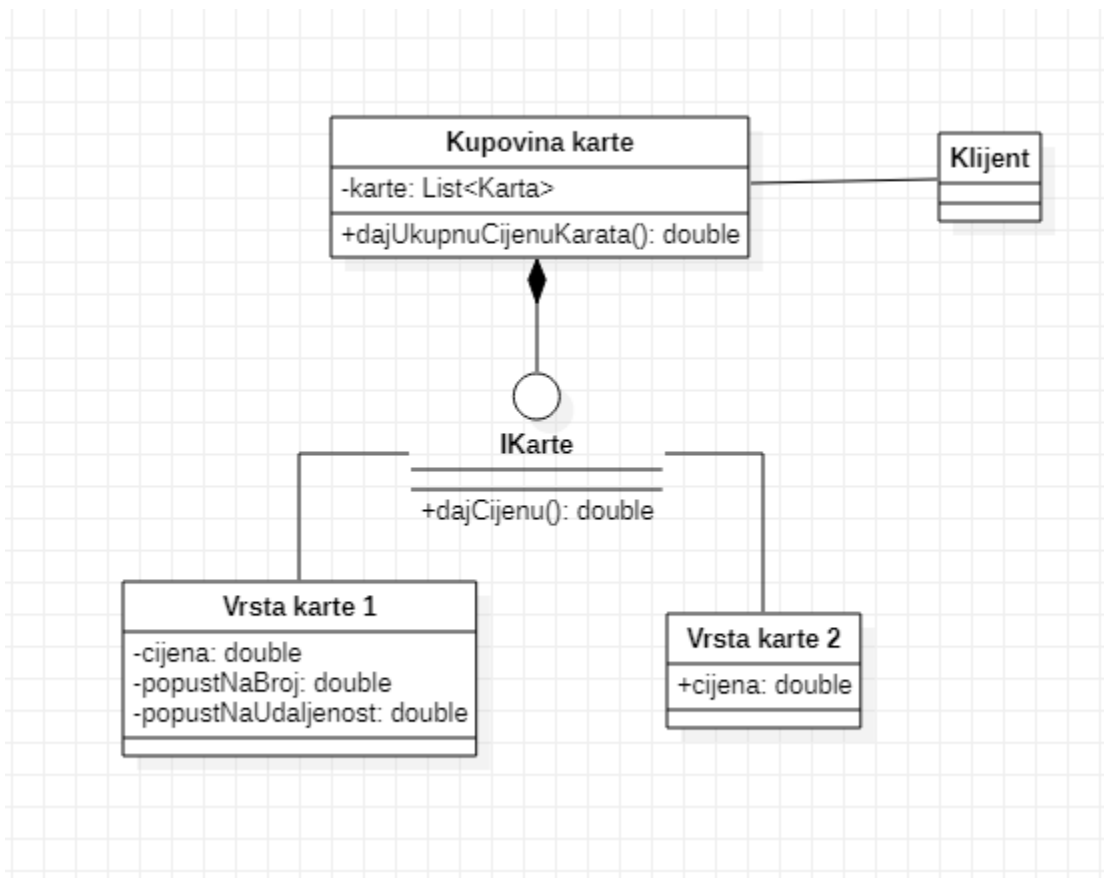 Kupovina karte
-karte: List<Karta>
+dajUkupnuCijenuKarata(): double
Klijent
IKarte
+dajCijenu(): double
Vrsta karte 1
-cijena: double
-popustNaBroj: double
-popustNaUdaljenost: double
Vrsta karte 2
+cijena: double